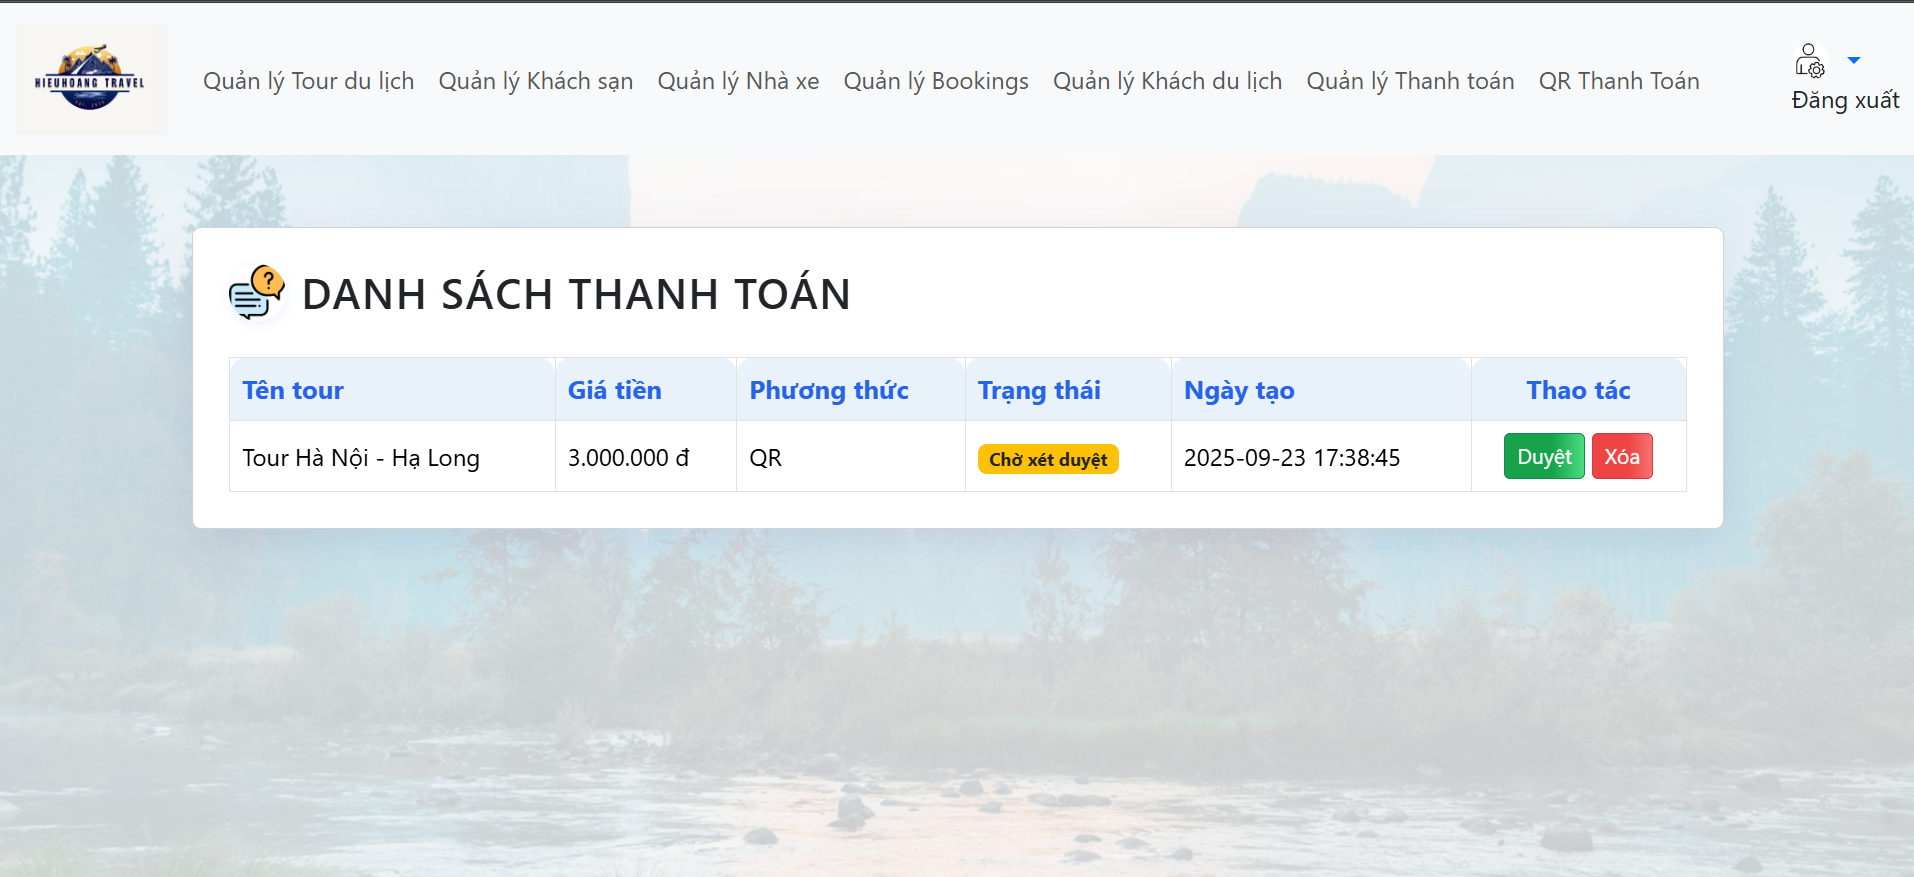 HIEUHOANG TRAVEL
Quản lý Tour du lịch Quản lý Khách sạn Quản lý Nhà xe Quản lý Bookings Quản lý Khách du lịch Quản lý Thanh toán QR Thanh Toán
Đăng xuất
DANH SÁCH THANH TOÁN
Tên tour Giá tiền Phương thức Trạng thái Ngày tạo Thao tác
Tour Hà Nội - Hạ Long 3.000.000 đ QR Chờ xét duyệt 2025-09-23 17:38:45 Duyệt Xóa